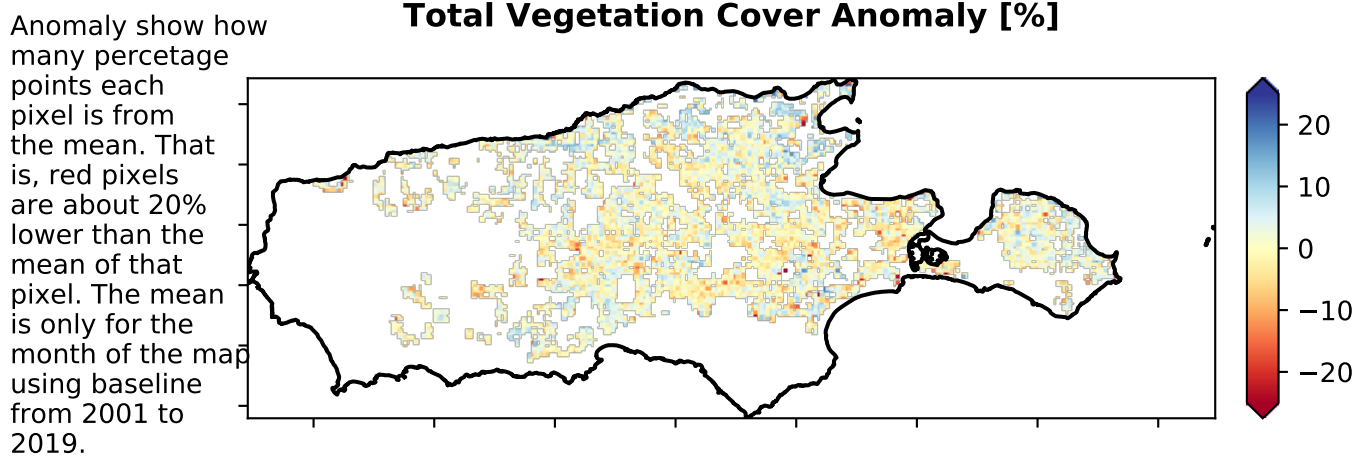 Total Vegetation Cover Anomaly [%]
Anomaly show how
many percetage
points each
pixel is from
the mean. That
is, red pixels
are about 20%
lower than the
mean of that
pixel. The mean
is only for the
month of the map
using baseline
from 2001 to
2019.
20
10
0
−10
−20